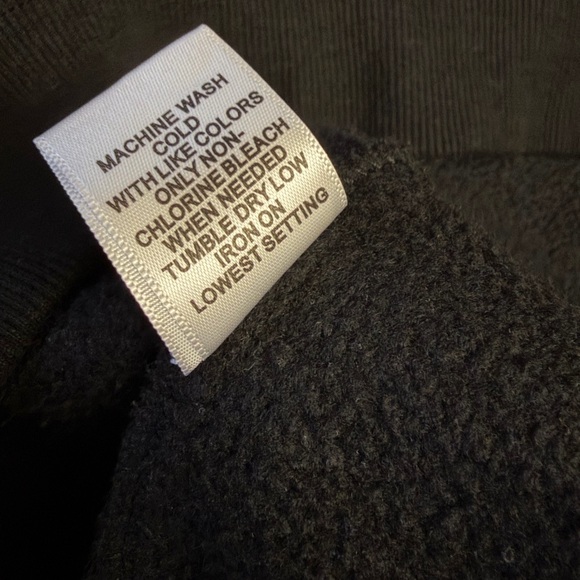 MACHINE WASH
COLD
WITH LIKE COLORS
ONLY NON-
CHLORINE BLEACH
WHEN NEEDED
TUMBLE DRY LOW
IRON ON
LOWEST SETTING